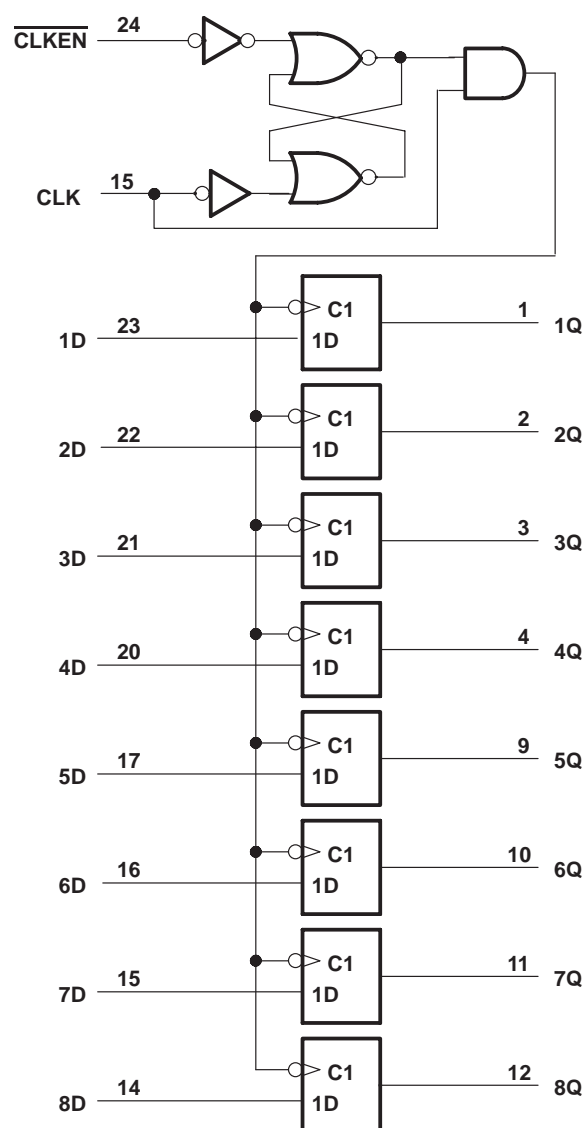 CLKEN 24
CLK 15
C1
1D 23 1D 1 1Q
C1
2D 22 1D 2 2Q
C1
3D 21 1D 3 3Q
C1
4D 20 1D 4 4Q
C1
5D 17 1D 9 5Q
C1
6D 16 1D 10 6Q
C1
7D 15 1D 11 7Q
C1
8D 14 1D 12 8Q